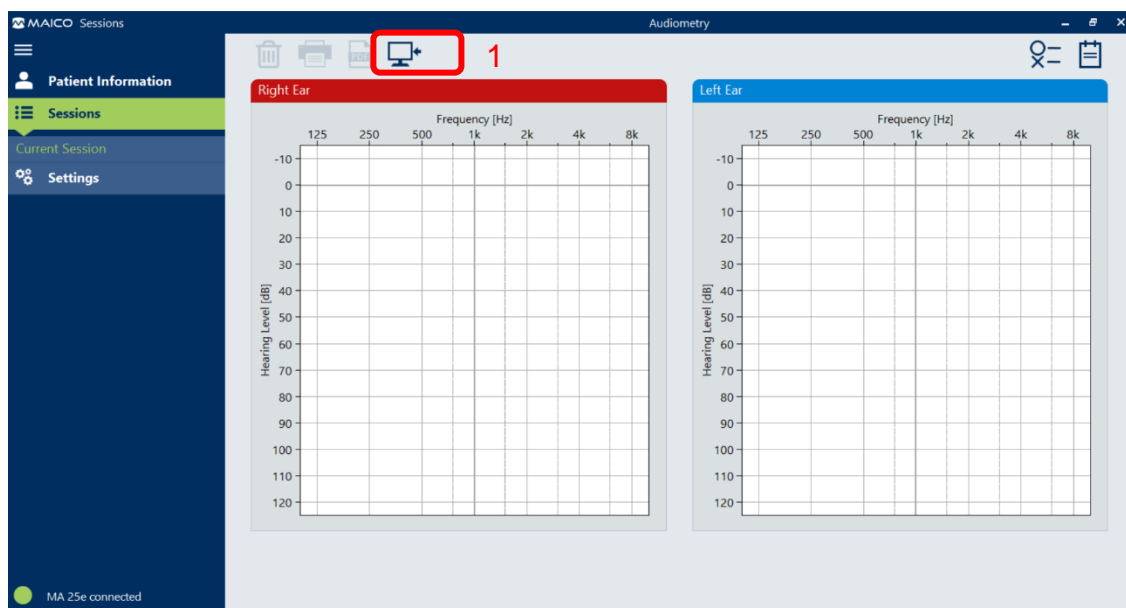 MAICO Sessions
Audiometry
1
PDF
Patient Information
Sessions
Current Session
Settings
MA 25e connected
Right Ear
Frequency [Hz]
125 250 500 1k 2k 4k 8k
Hearing Level [dB]
-10
0
10
20
30
40
50
60
70
80
90
100
110
120
Left Ear
Frequency [Hz]
125 250 500 1k 2k 4k 8k
Hearing Level [dB]
-10
0
10
20
30
40
50
60
70
80
90
100
110
120